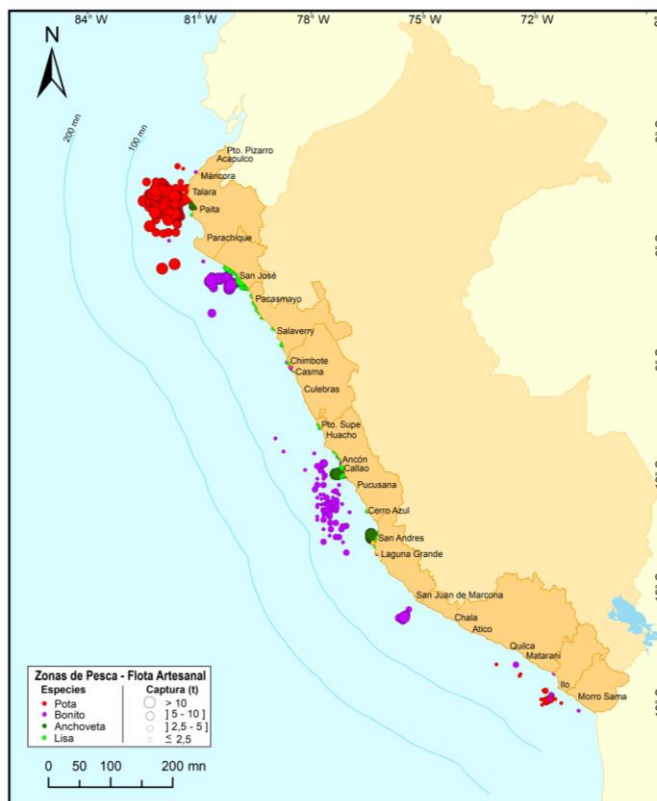 84° W 81° W 78° W 75° W 72° W
N
200 mn
100 mn
Pto. Pizarro
Acapulco
Máncora
Talara
Paita
Parachique
San José
Pacasmayo
Salaverry
Chimbote
Casma
Culebras
Pto. Supe
Huacho
Ancón
Callao
Pucusana
Cerro Azul
San Andres
Laguna Grande
San Juan de Marcona
Chala
Atico
Quilca
Matarani
Ilo
Morro Sama
Zonas de Pesca - Flota Artesanal
Especies Captura (t)
Pota > 10
Bonito ] 5 - 10 ]
Anchoveta ] 2,5 - 5 ]
Lisa ≤ 2,5
0 50 100 200 mn